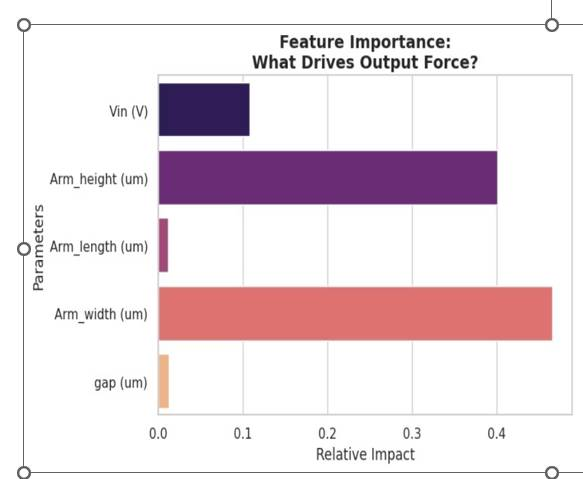 Feature Importance:
What Drives Output Force?
Parameters
Vin (V)
Arm_height (um)
Arm_length (um)
Arm_width (um)
gap (um)
0.0 0.1 0.2 0.3 0.4
Relative Impact